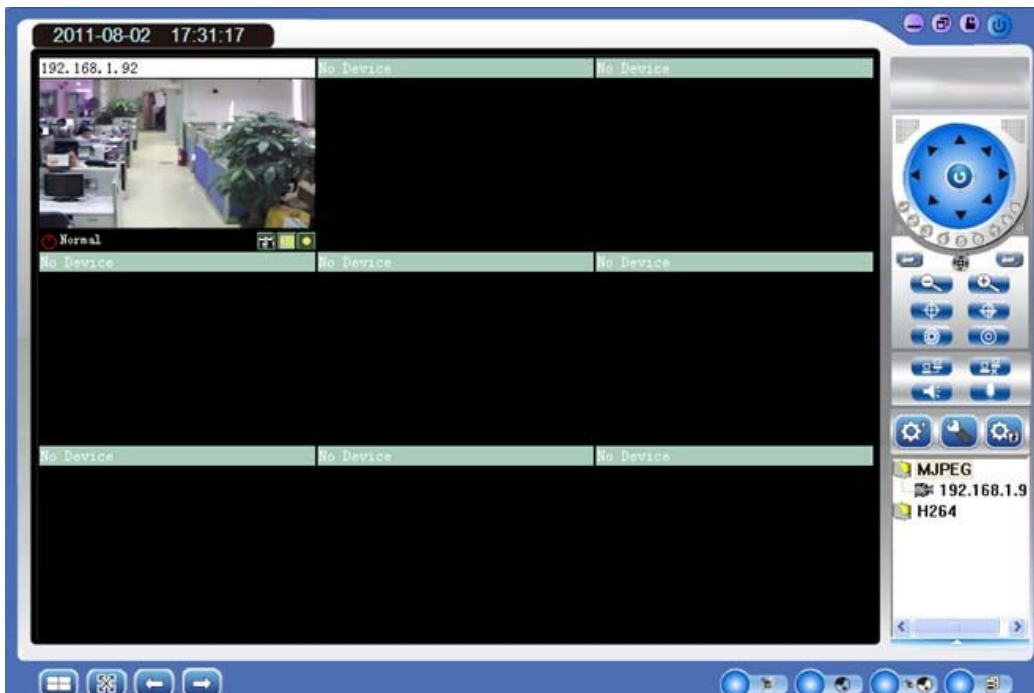 2011-08-02 17:31:17
192.168.1.92
No Device
No Device
Normal
No Device
No Device
No Device
No Device
No Device
No Device
MJPEG
192.168.1.9
H264